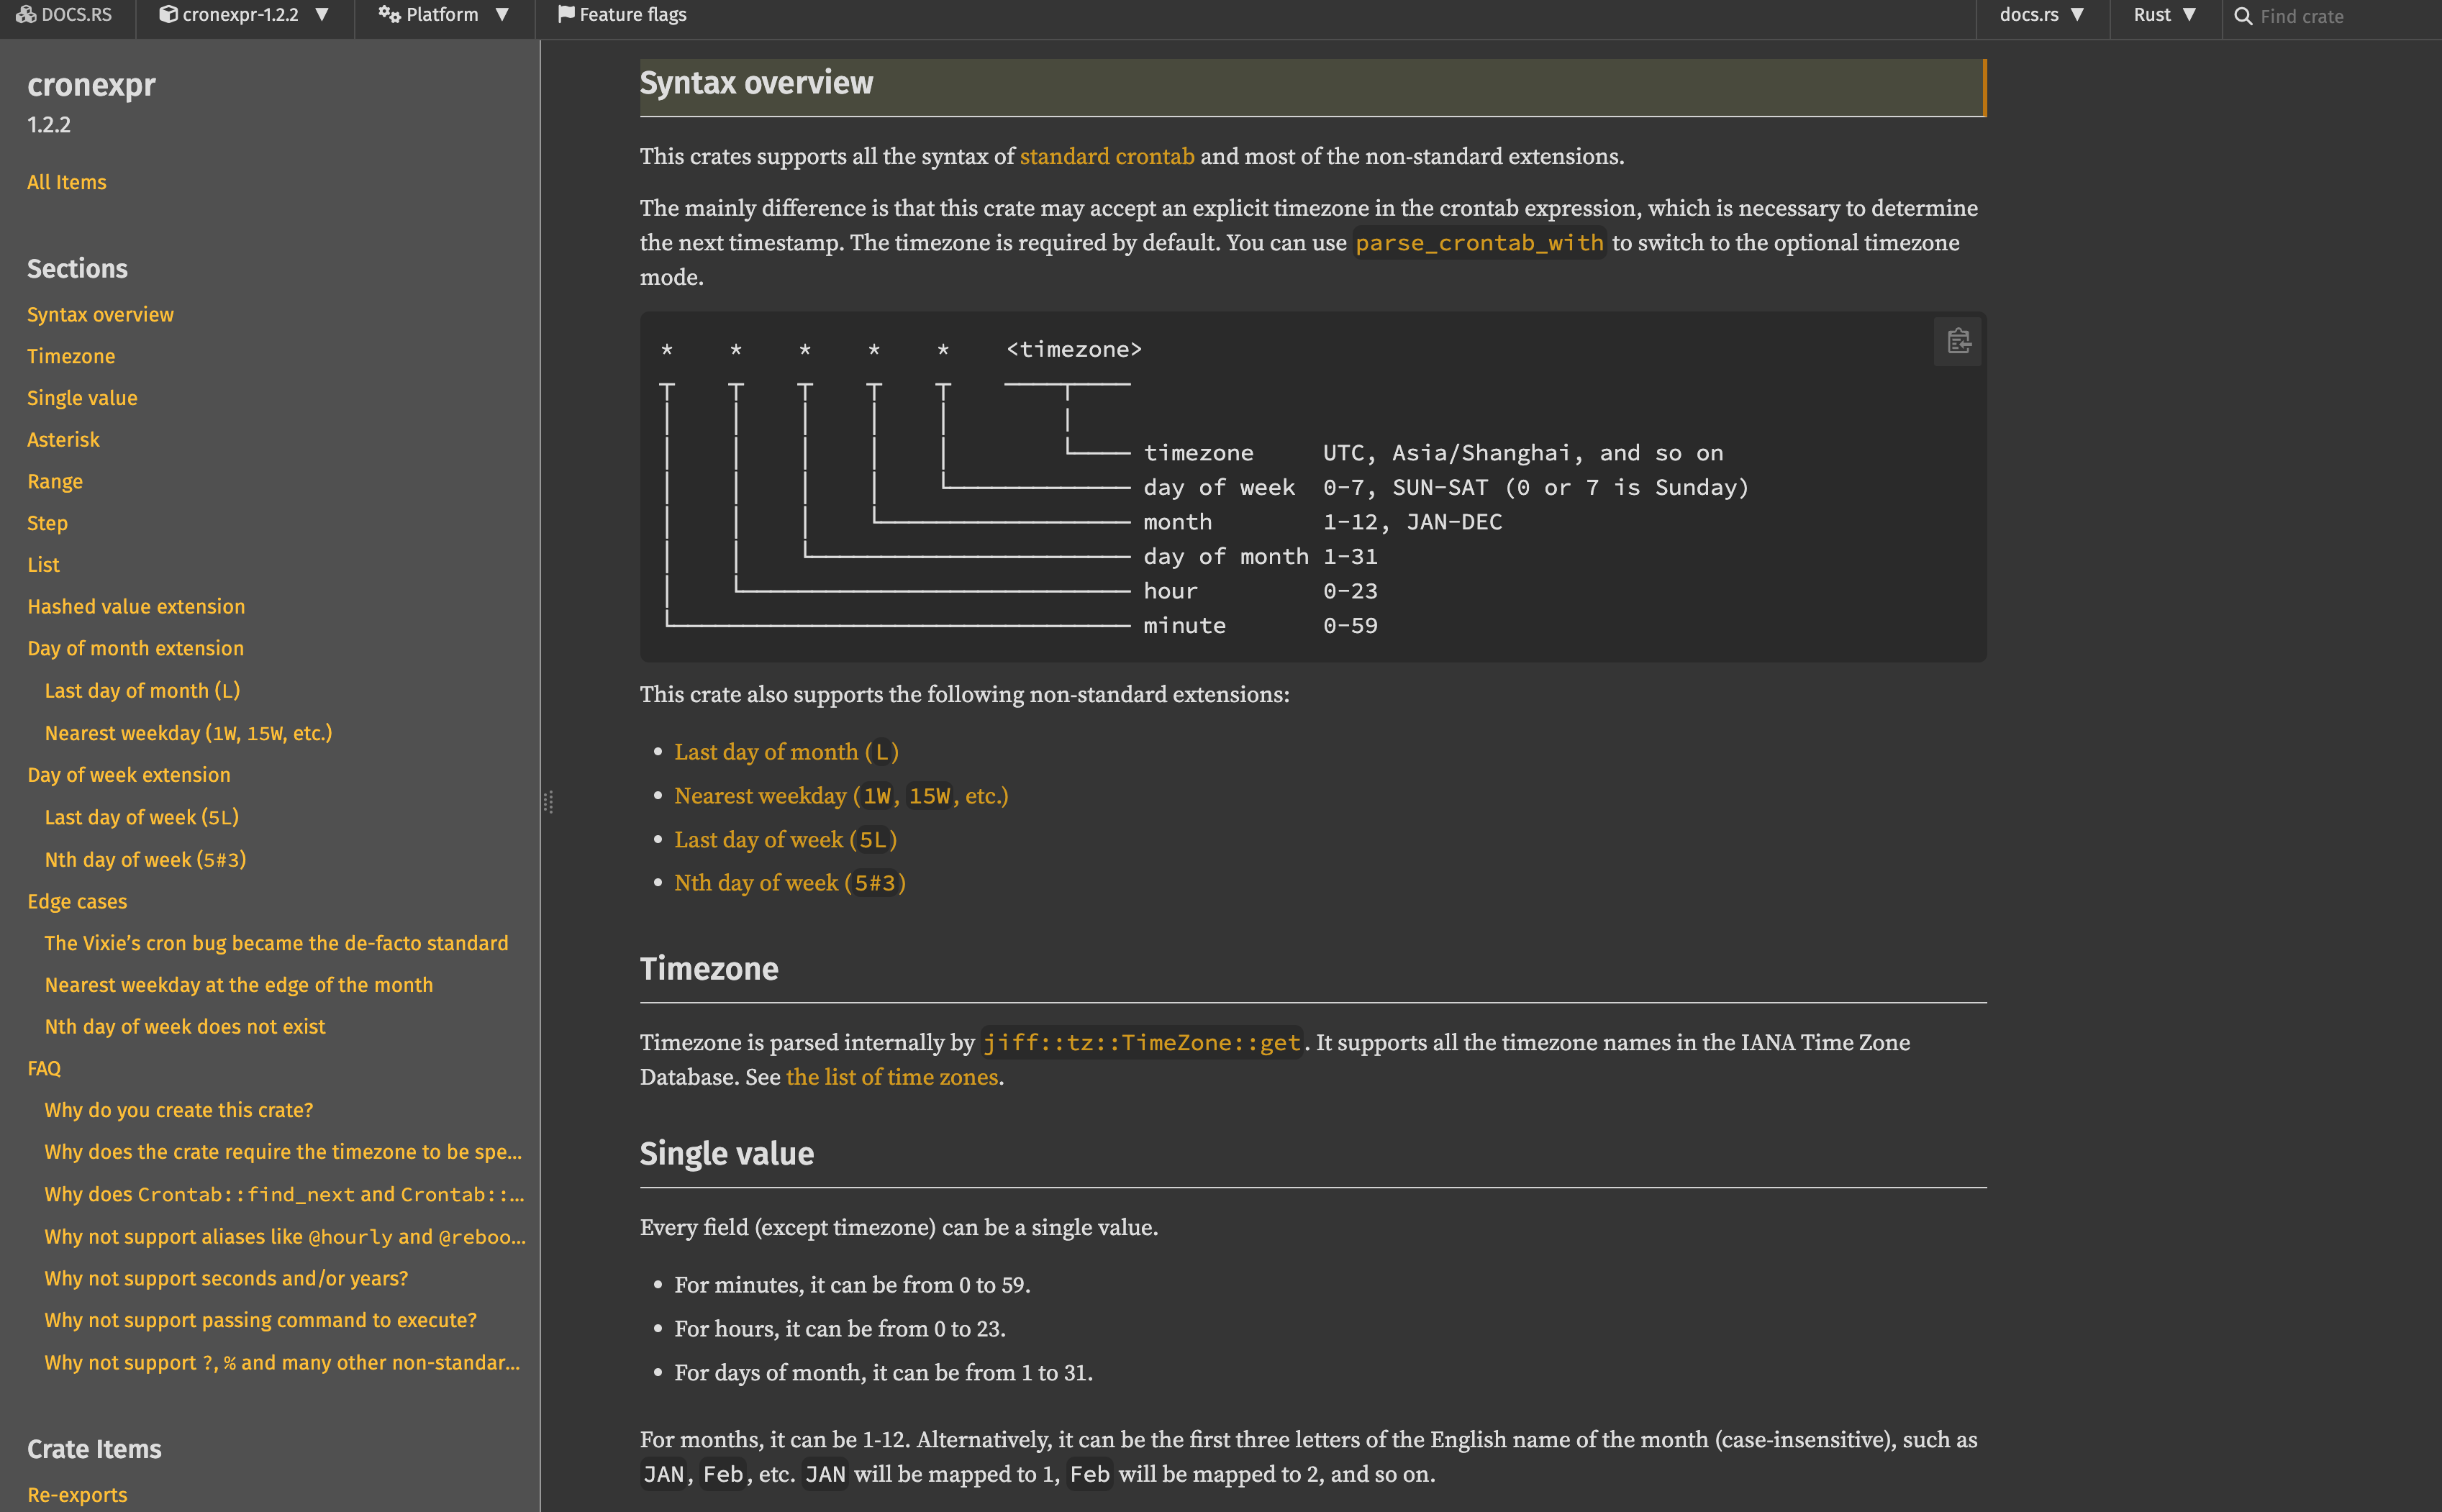 DOCS.RS
cronexpr-1.2.2 ▼
Platform ▼
Feature flags
docs.rs ▼
Rust ▼
Find crate
cronexpr
1.2.2
All Items
Sections
Syntax overview
Timezone
Single value
Asterisk
Range
Step
List
Hashed value extension
Day of month extension
Last day of month (L)
Nearest weekday (1W, 15W, etc.)
Day of week extension
Last day of week (5L)
Nth day of week (5#3)
Edge cases
The Vixie’s cron bug became the de-facto standard
Nearest weekday at the edge of the month
Nth day of week does not exist
FAQ
Why do you create this crate?
Why does the crate require the timezone to be spe...
Why does Crontab::find_next and Crontab::...
Why not support aliases like @hourly and @reboo...
Why not support seconds and/or years?
Why not support passing command to execute?
Why not support ?, % and many other non-standar...
Crate Items
Re-exports
Syntax overview
This crates supports all the syntax of standard crontab and most of the non-standard extensions.
The mainly difference is that this crate may accept an explicit timezone in the crontab expression, which is necessary to determine
the next timestamp. The timezone is required by default. You can use parse_crontab_with to switch to the optional timezone
mode.
* * * * * <timezone>
timezone UTC, Asia/Shanghai, and so on
day of week 0-7, SUN-SAT (0 or 7 is Sunday)
month 1-12, JAN-DEC
day of month 1-31
hour 0-23
minute 0-59
This crate also supports the following non-standard extensions:
• Last day of month (L)
• Nearest weekday (1W, 15W, etc.)
• Last day of week (5L)
• Nth day of week (5#3)
Timezone
Timezone is parsed internally by jiff::tz::TimeZone::get. It supports all the timezone names in the IANA Time Zone
Database. See the list of time zones.
Single value
Every field (except timezone) can be a single value.
• For minutes, it can be from 0 to 59.
• For hours, it can be from 0 to 23.
• For days of month, it can be from 1 to 31.
For months, it can be 1-12. Alternatively, it can be the first three letters of the English name of the month (case-insensitive), such as
JAN, Feb, etc. JAN will be mapped to 1, Feb will be mapped to 2, and so on.